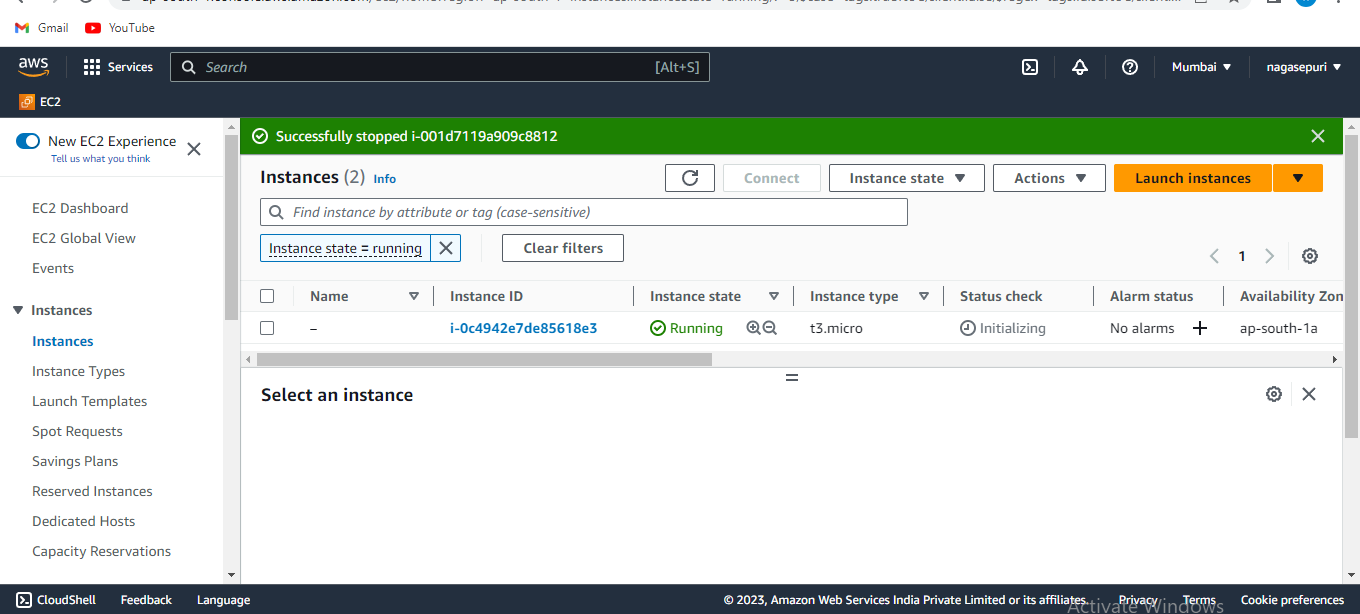 Gmail YouTube
aws Services Search [Alt+S] Mumbai nagasepuri
EC2
New EC2 Experience
Tell us what you think
EC2 Dashboard
EC2 Global View
Events
Instances
Instances
Instance Types
Launch Templates
Spot Requests
Savings Plans
Reserved Instances
Dedicated Hosts
Capacity Reservations
Successfully stopped i-001d7119a909c8812
Instances (2) Info Connect Instance state Actions Launch instances
Find instance by attribute or tag (case-sensitive)
Instance state = running Clear filters 1
Name Instance ID Instance state Instance type Status check Alarm status Availability Zon
– i-0c4942e7de85618e3 Running t3.micro Initializing No alarms + ap-south-1a
Select an instance
CloudShell Feedback Language © 2023, Amazon Web Services India Private Limited or its affiliates. Privacy Terms Cookie preferences
Activate Windows